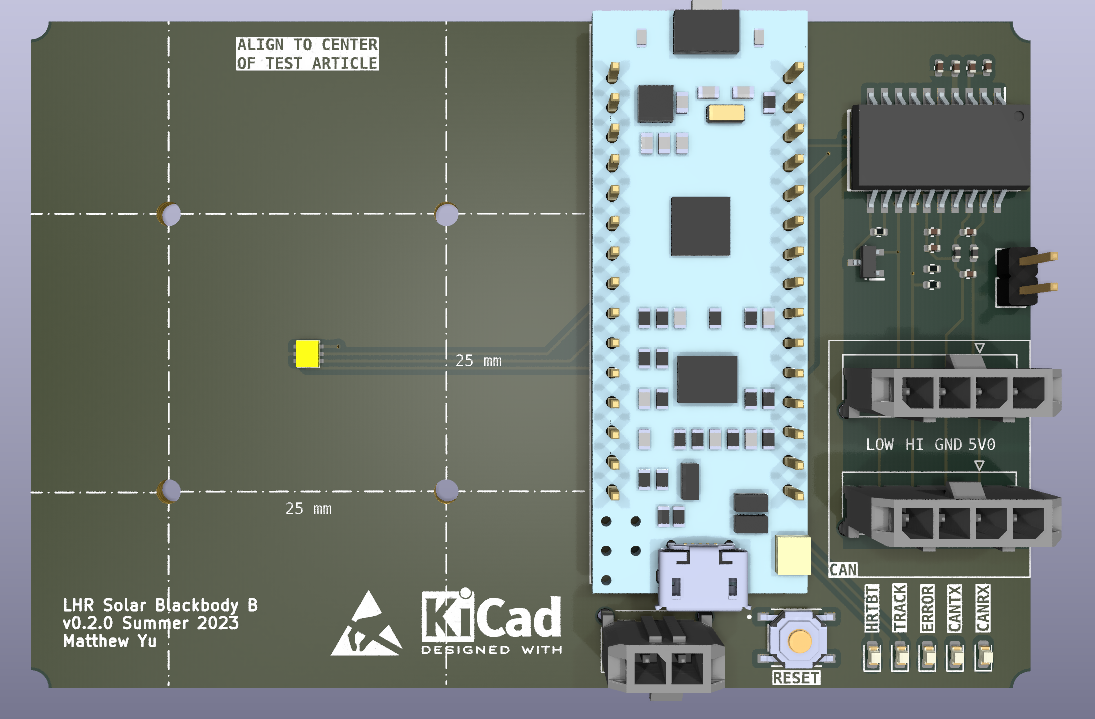 ALIGN TO CENTER
OF TEST ARTICLE
25 mm
LOW HI GND 5V0
25 mm
CAN
HRTBT
TRACK
ERROR
CANTX
CANRX
LHR Solar Blackbody B
v0.2.0 Summer 2023
Matthew Yu
KiCad
DESIGNED WITH
RESET